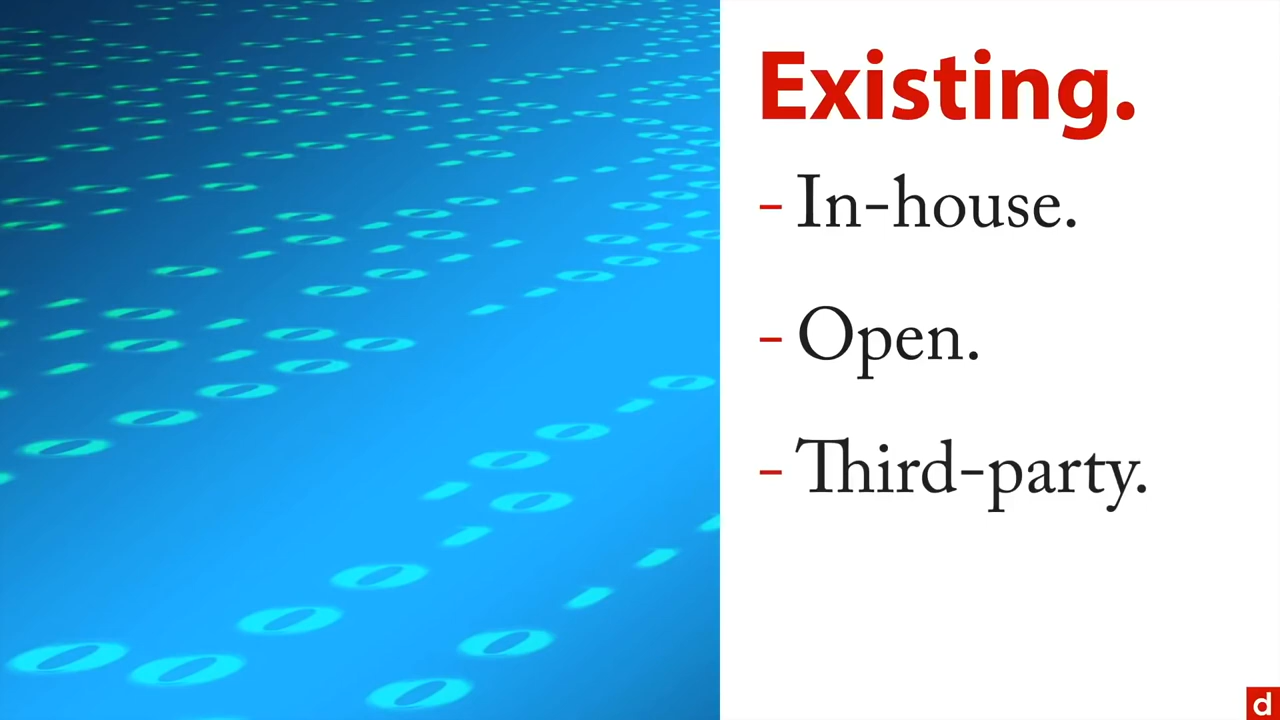 Existing.
- In-house.
- Open.
- Third-party.
d